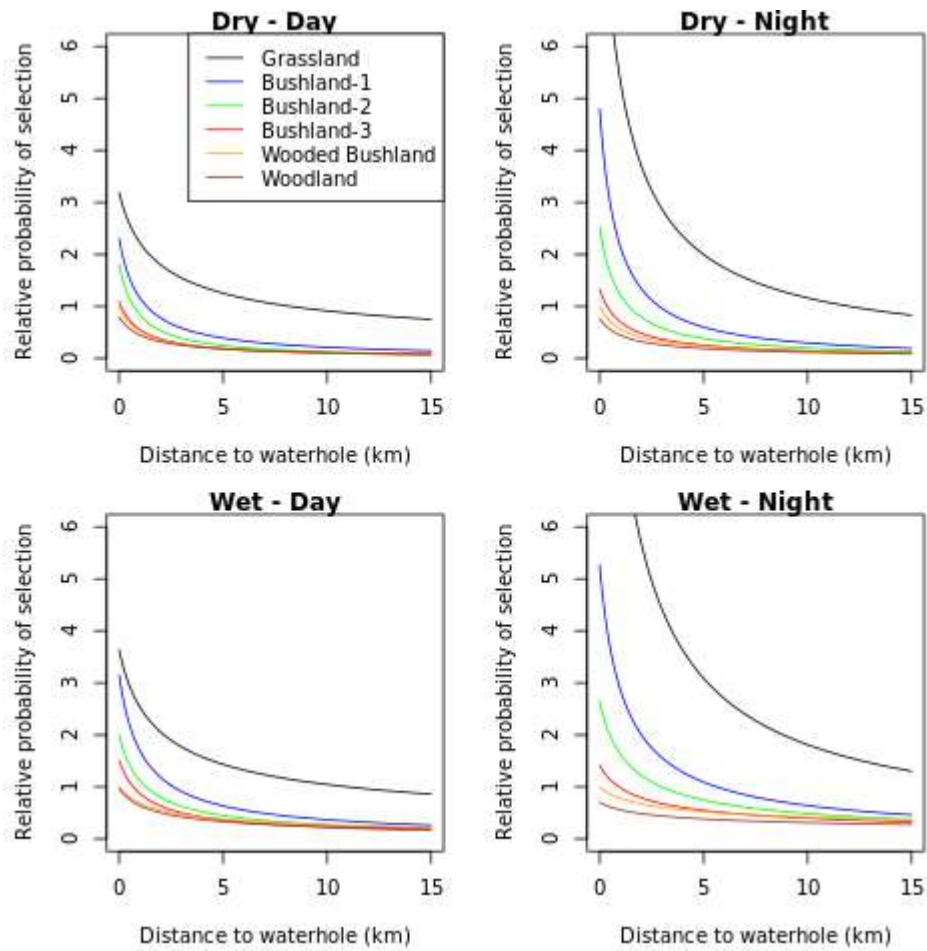 Dry - Day
Relative probability of selection
0 1 2 3 4 5 6
Grassland
Bushland-1
Bushland-2
Bushland-3
Wooded Bushland
Woodland
0 5 10 15
Distance to waterhole (km)
Dry - Night
Relative probability of selection
0 1 2 3 4 5 6
0 5 10 15
Distance to waterhole (km)
Wet - Day
Relative probability of selection
0 1 2 3 4 5 6
0 5 10 15
Distance to waterhole (km)
Wet - Night
Relative probability of selection
0 1 2 3 4 5 6
0 5 10 15
Distance to waterhole (km)